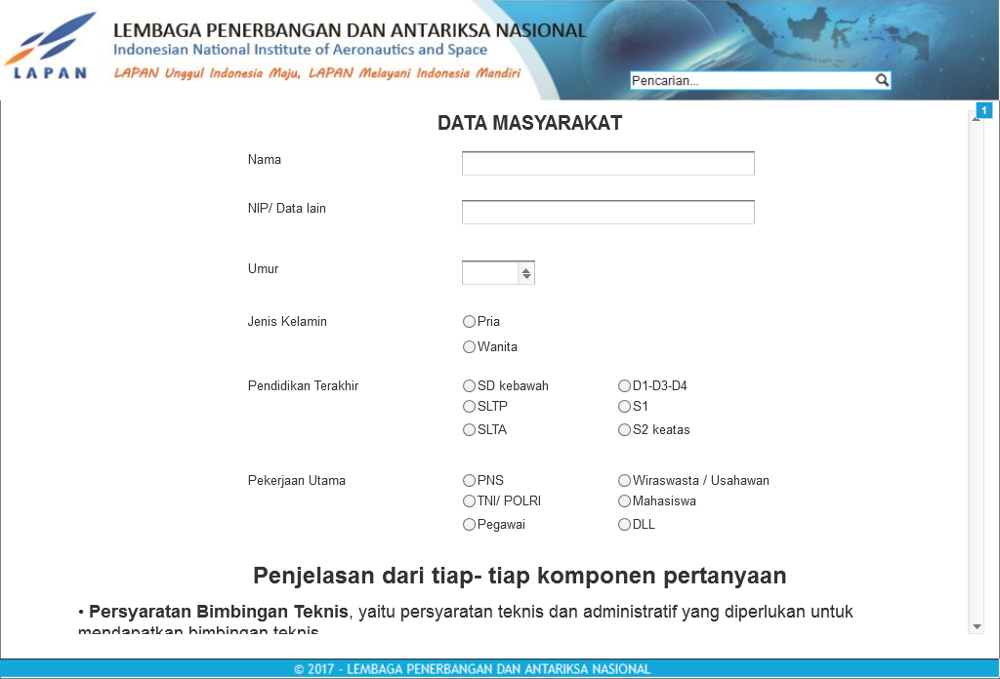 LAPAN
LEMBAGA PENERBANGAN DAN ANTARIKSA NASIONAL
Indonesian National Institute of Aeronautics and Space
LAPAN Unggul Indonesia Maju, LAPAN Melayani Indonesia Mandiri
Pencarian...
1
DATA MASYARAKAT
Nama
NIP/ Data lain
Umur
Jenis Kelamin
Pria
Wanita
Pendidikan Terakhir
SD kebawah
D1-D3-D4
SLTP
S1
SLTA
S2 keatas
Pekerjaan Utama
PNS
Wiraswasta / Usahawan
TNI/ POLRI
Mahasiswa
Pegawai
DLL
Penjelasan dari tiap- tiap komponen pertanyaan
• Persyaratan Bimbingan Teknis, yaitu persyaratan teknis dan administratif yang diperlukan untuk
mendapatkan bimbingan teknis
© 2017 - LEMBAGA PENERBANGAN DAN ANTARIKSA NASIONAL